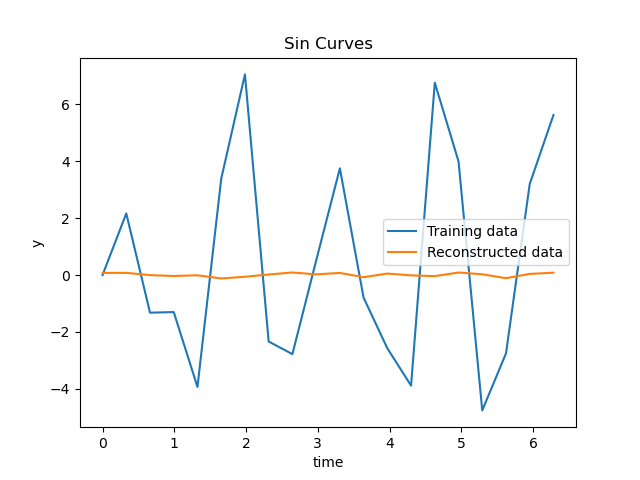 Sin Curves
y
6
4
2
0
−2
−4
Training data
Reconstructed data
0 1 2 3 4 5 6
time